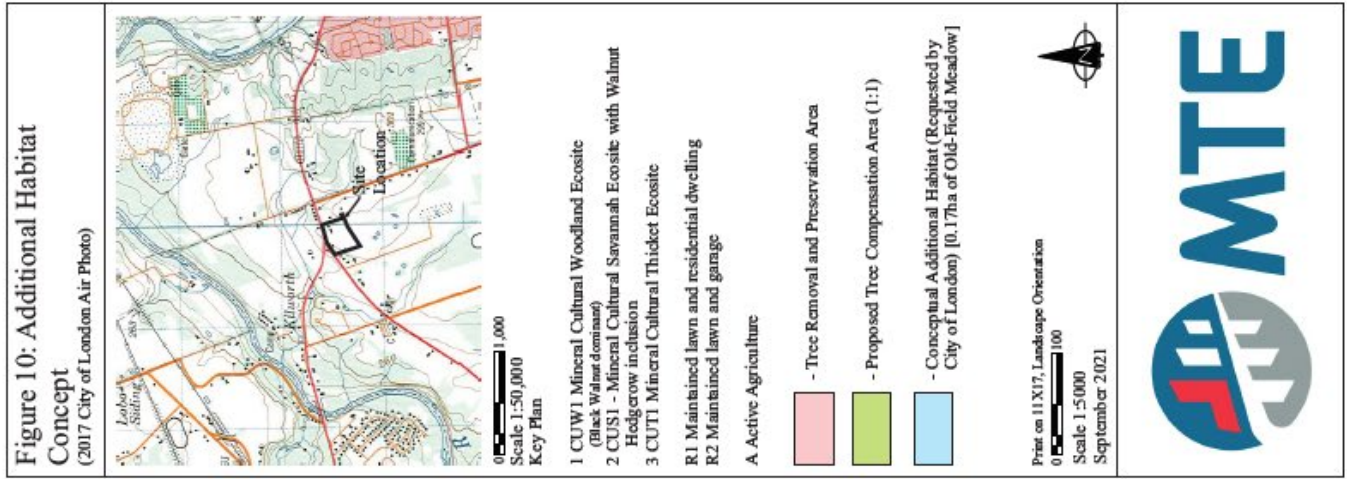 Figure 10: Additional Habitat
Concept
(2017 City of London Air Photo)
Lobo
Siding
263
Kilworth
Site
Location
0 1,000
Scale 1:50,000
Key Plan
1 CUW1 Mineral Cultural Woodland Ecosite
(Black Walnut dominant)
2 CUS1 - Mineral Cultural Savannah Ecosite with Walnut
Hedgerow inclusion
3 CUT1 Mineral Cultural Thicket Ecosite
R1 Maintained lawn and residential dwelling
R2 Maintained lawn and garage
A Active Agriculture
- Tree Removal and Preservation Area
- Proposed Tree Compensation Area (1:1)
- Conceptual Additional Habitat (Requested by
City of London) [0.17ha of Old-Field Meadow]
Print on 11X17, Landscape Orientation
0 100
Scale 1:5000
September 2021
N
MTE